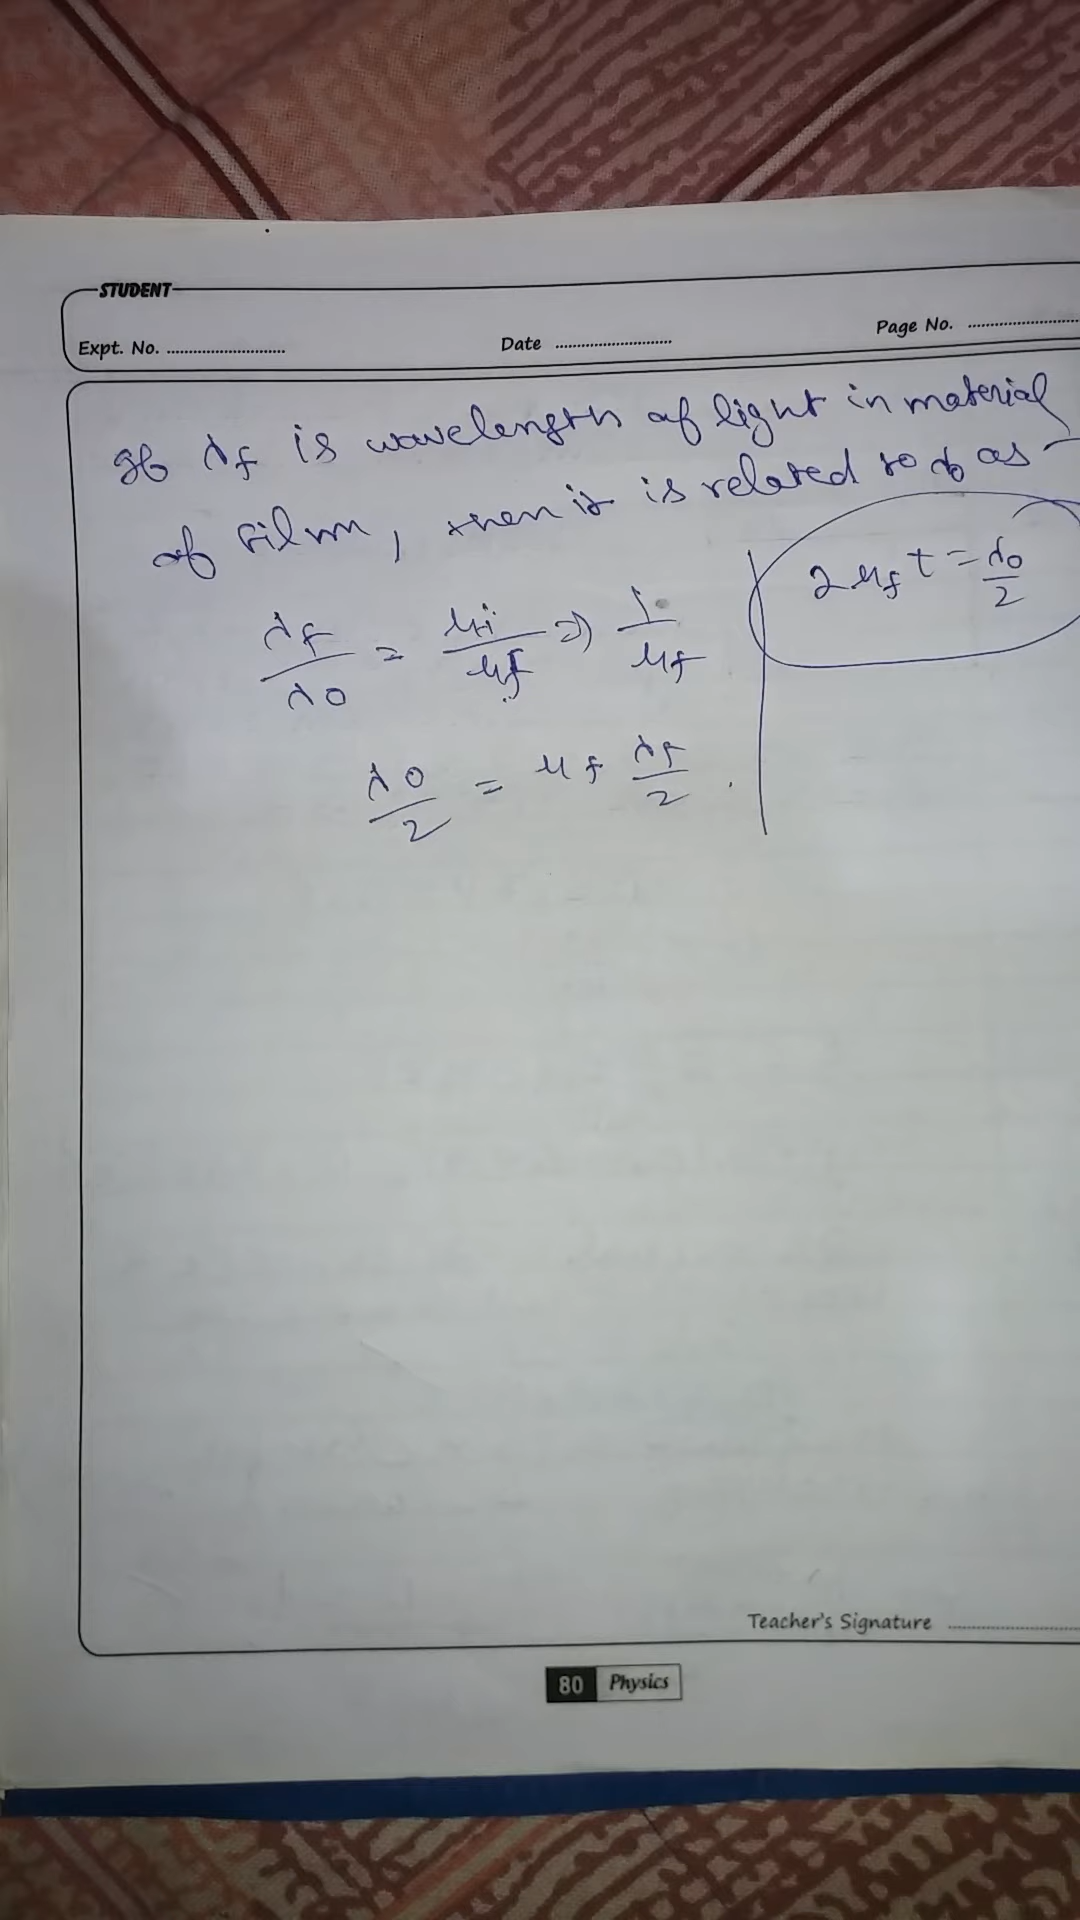 STUDENT
Expt. No. ............................
Date ............................
Page No. ............................
If λf is wavelength of light in material
of film, then it is related to λo as
λf/λo = μi/μf ⇒ 1/μf
2μf t = λo/2
λo/2 = μf λf/2 .
Teacher's Signature ............................
80 Physics